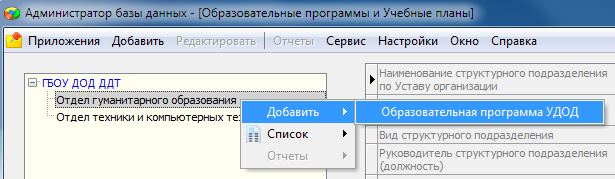 Администратор базы данных - [Образовательные программы и Учебные планы]
Приложения Добавить Редактировать Отчеты Сервис Настройки Окно Справка
ГБОУ ДОД ДДТ
Отдел гуманитарного образования
Отдел техники и компьютерных
Добавить
Список
Отчеты
Образовательная программа УДОД
Наименование структурного подразделения
по Уставу организации
Вид структурного подразделения
Руководитель структурного подразделения
(должность)